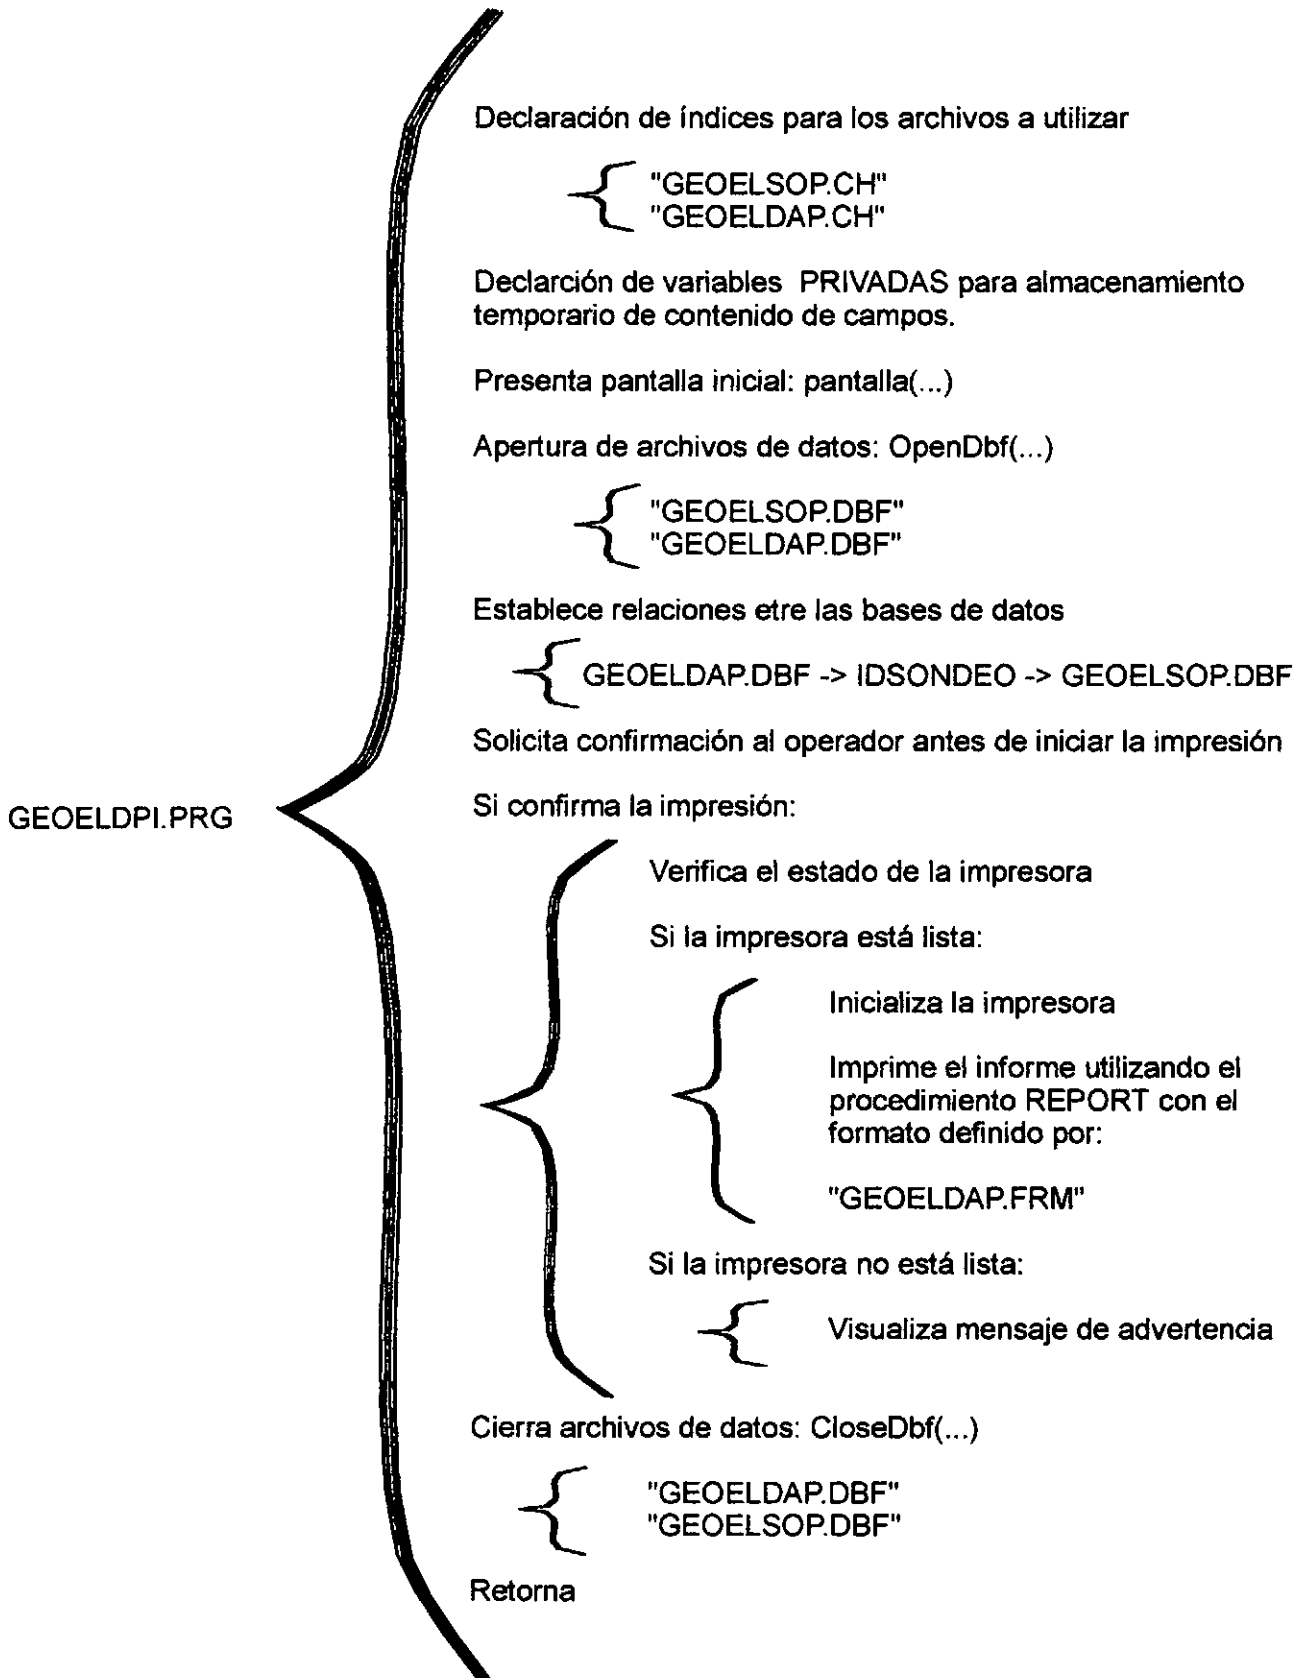 Declaración de índices para los archivos a utilizar
"GEOELSOP.CH"
"GEOELDAP.CH"
Declarción de variables PRIVADAS para almacenamiento
temporario de contenido de campos.
Presenta pantalla inicial: pantalla(...)
Apertura de archivos de datos: OpenDbf(...)
"GEOELSOP.DBF"
"GEOELDAP.DBF"
Establece relaciones etre las bases de datos
GEOELDAP.DBF -> IDSONDEO -> GEOELSOP.DBF
Solicita confirmación al operador antes de iniciar la impresión
GEOELDPI.PRG
Si confirma la impresión:
Verifica el estado de la impresora
Si la impresora está lista:
Inicializa la impresora
Imprime el informe utilizando el
procedimiento REPORT con el
formato definido por:
"GEOELDAP.FRM"
Si la impresora no está lista:
Visualiza mensaje de advertencia
Cierra archivos de datos: CloseDbf(...)
"GEOELDAP.DBF"
"GEOELSOP.DBF"
Retorna